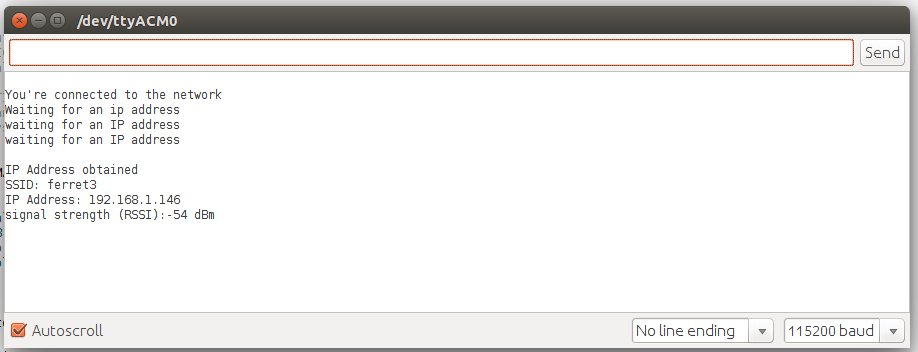 /dev/ttyACM0
Send
You're connected to the network
Waiting for an ip address
waiting for an IP address
waiting for an IP address
IP Address obtained
SSID: ferret3
IP Address: 192.168.1.146
signal strength (RSSI):-54 dBm
Autoscroll
No line ending
115200 baud